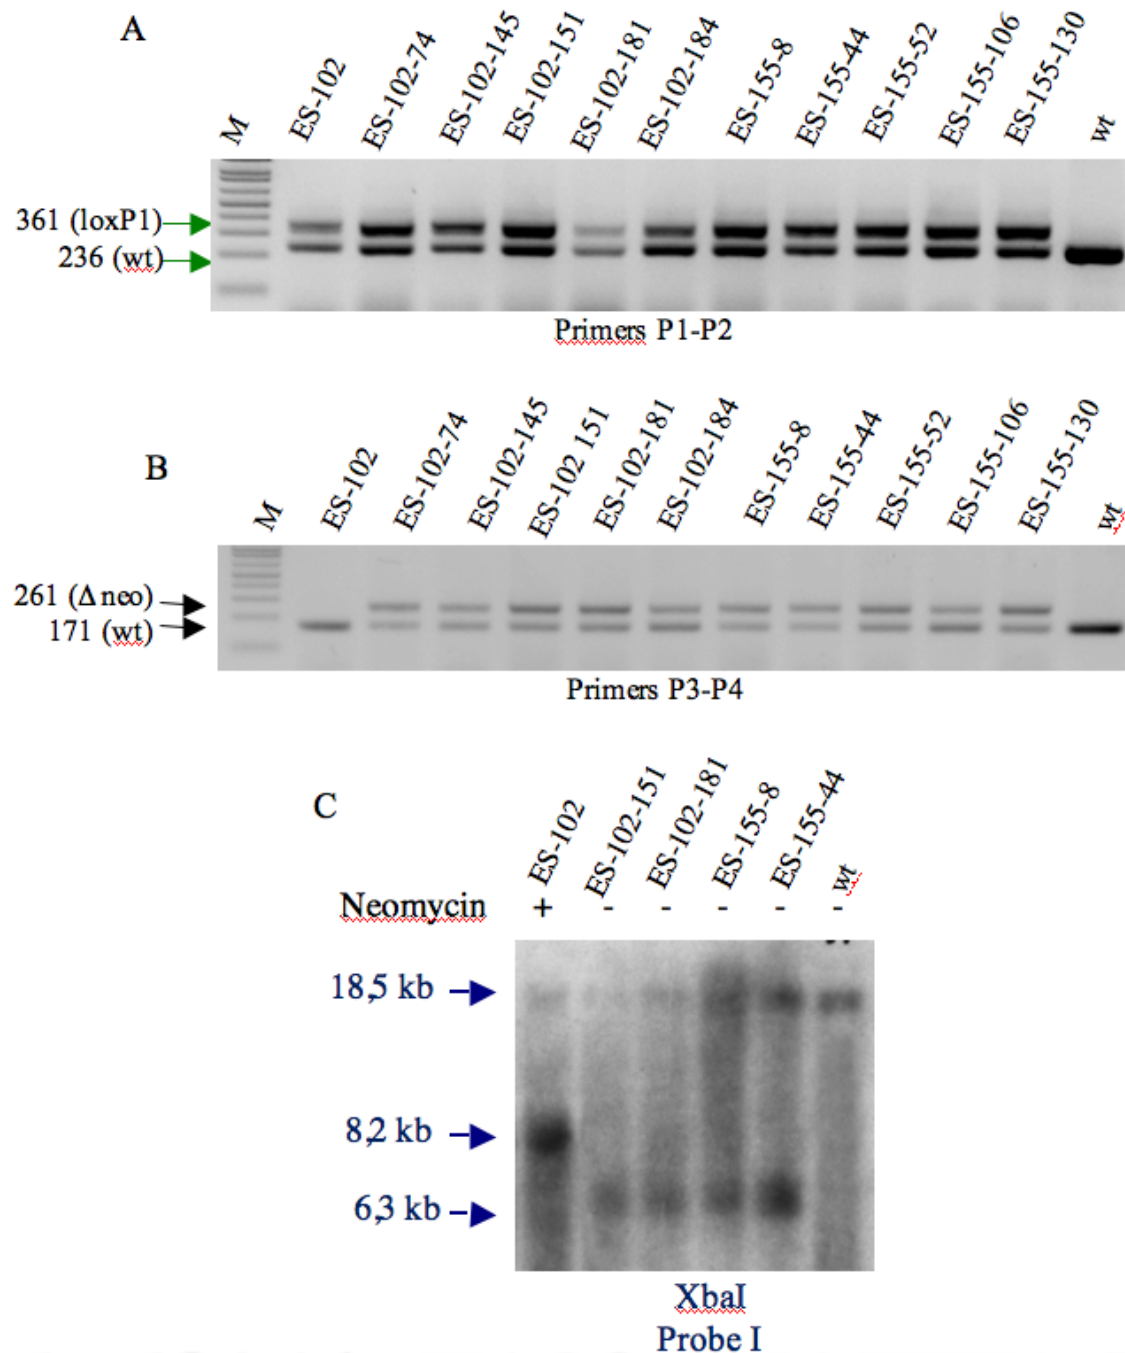 A
M
ES-102
ES-102-74
ES-102-145
ES-102-151
ES-102-181
ES-102-184
ES-155-8
ES-155-44
ES-155-52
ES-155-106
ES-155-130
wt
361 (loxP1)
236 (wt)
Primers P1-P2
B
M
ES-102
ES-102-74
ES-102-145
ES-102 151
ES-102-181
ES-102-184
ES-155-8
ES-155-44
ES-155-52
ES-155-106
ES-155-130
wt
261 (Δ neo)
171 (wt)
Primers P3-P4
C
ES-102
ES-102-151
ES-102-181
ES-155-8
ES-155-44
wt
Neomycin + - - - - -
18,5 kb
8,2 kb
6,3 kb
XbaI
Probe I